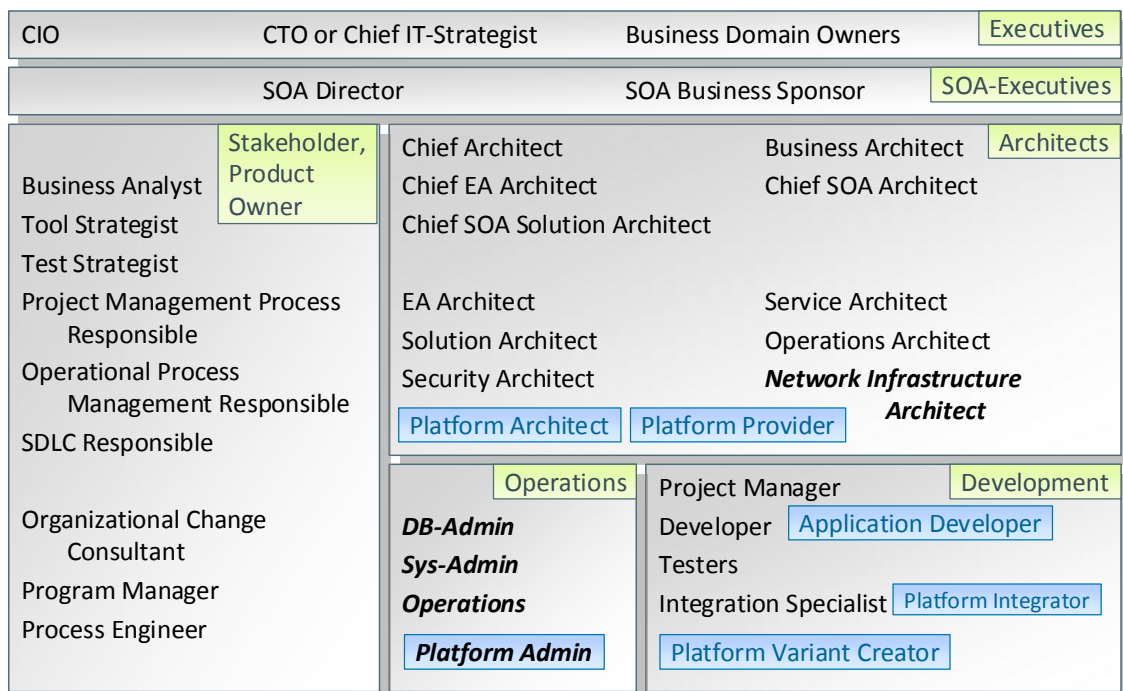 CIO
CTO or Chief IT-Strategist
Business Domain Owners
Executives
SOA Director
SOA Business Sponsor
SOA-Executives
Stakeholder,
Product
Owner
Business Analyst
Tool Strategist
Test Strategist
Project Management Process
Responsible
Operational Process
Management Responsible
SDLC Responsible
Organizational Change
Consultant
Program Manager
Process Engineer
Chief Architect
Business Architect
Architects
Chief EA Architect
Chief SOA Architect
Chief SOA Solution Architect
EA Architect
Service Architect
Solution Architect
Operations Architect
Security Architect
Network Infrastructure
Architect
Platform Architect
Platform Provider
Operations
DB-Admin
Sys-Admin
Operations
Platform Admin
Project Manager
Development
Developer
Application Developer
Testers
Integration Specialist
Platform Integrator
Platform Variant Creator